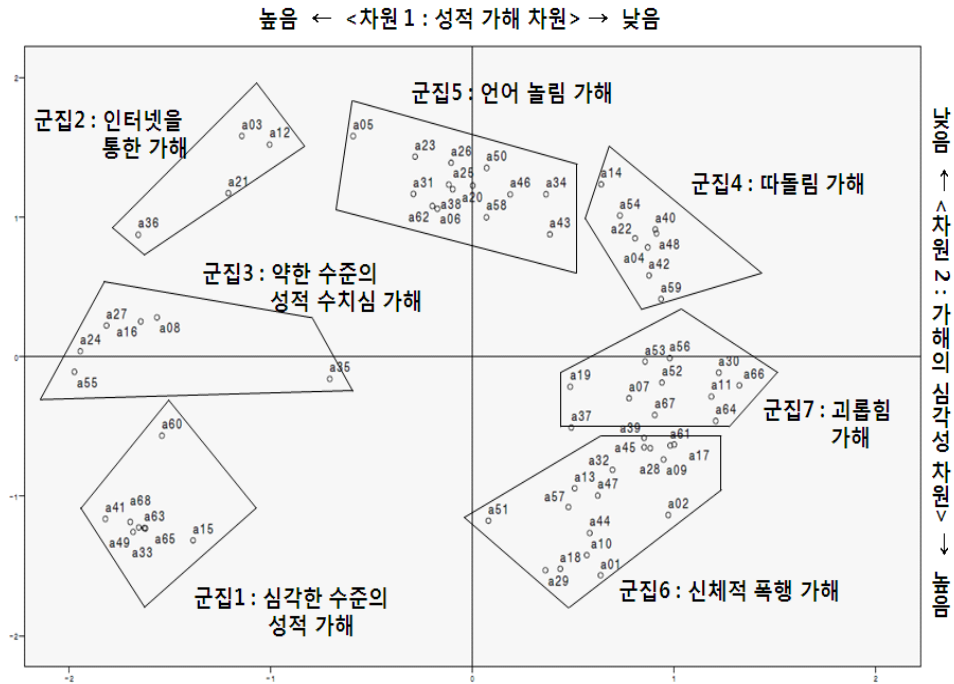 높음 ← <차원 1 : 성적 가해 차원> → 낮음
군집2 : 인터넷을
통한 가해
a03
a12
a21
a36
군집5 : 언어 놀림 가해
a05
a23
a26
a50
a25
a31
a46
a34
a38
a20
a58
a62
a06
a43
군집4 : 따돌림 가해
a14
a54
a40
a22
a48
a04
a42
a59
군집3 : 약한 수준의
성적 수치심 가해
a27
a16
a08
a24
a55
a35
a53
a56
a30
a19
a52
a66
a07
a11
a67
a64
a37
군집7 : 괴롭힘
가해
a60
a41
a68
a63
a49
a65
a15
a33
군집1 : 심각한 수준의
성적 가해
a39
a61
a45
a17
a32
a28
a09
a13
a47
a57
a51
a02
a44
a10
a18
a01
a29
군집6 : 신체적 폭행 가해
낮음 ← <차원 2 : 가해의 심각성 차원> → 높음
2
1
0
-1
-2
-2
-1
0
1
2